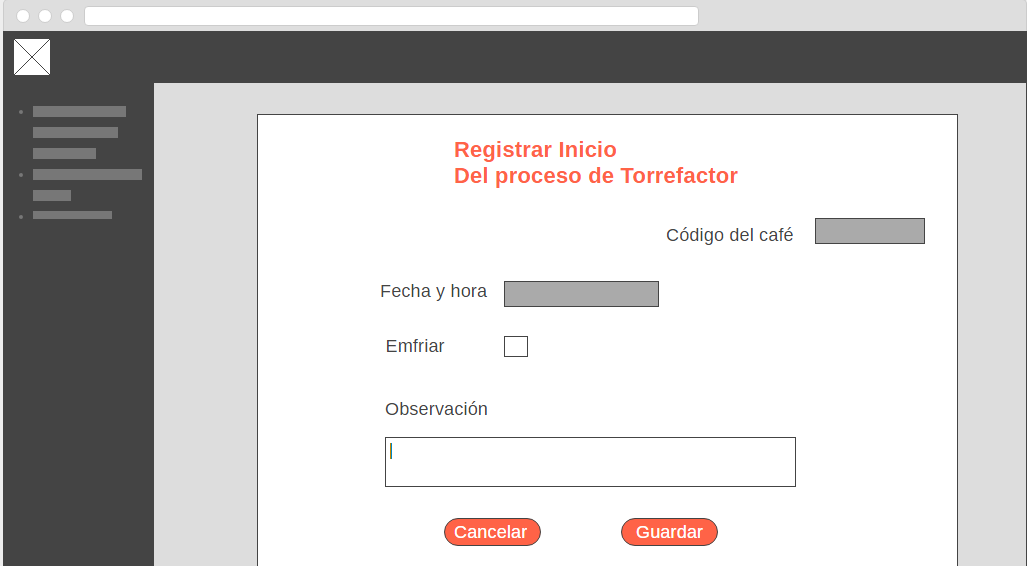 Registrar Inicio
Del proceso de Torrefactor
Código del café
Fecha y hora
Emfriar
Observación
Cancelar
Guardar